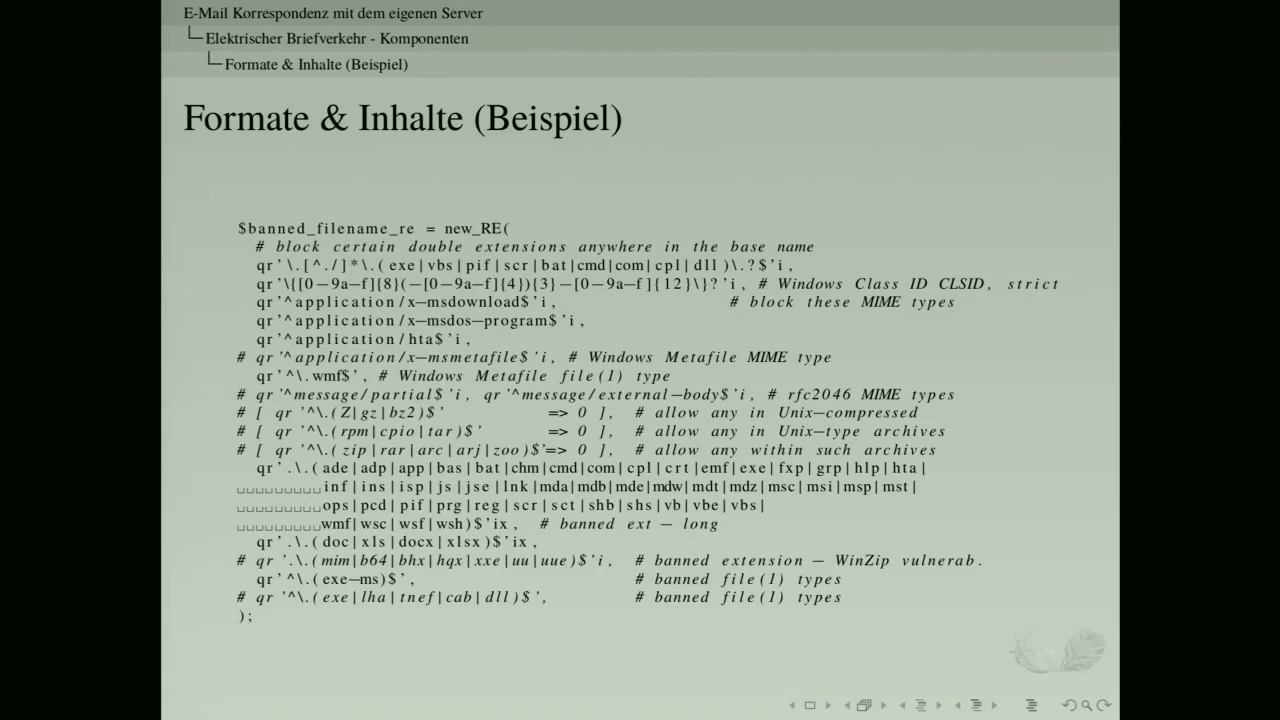 E-Mail Korrespondenz mit dem eigenen Server
Elektrischer Briefverkehr - Komponenten
Formate & Inhalte (Beispiel)
Formate & Inhalte (Beispiel)
$banned_filename_re = new_RE(
# block certain double extensions anywhere in the base name
qr'\.[^./]*\.(exe|vbs|pif|scr|bat|cmd|com|cpl|dll)\.?$'i,
qr'\{[0−9a−f]{8}(−[0−9a−f]{4}){3}−[0−9a−f]{12}\}?'i, # Windows Class ID CLSID, strict
qr'^application/x−msdownload$'i, # block these MIME types
qr'^application/x−msdos−program$'i,
qr'^application/hta$'i,
# qr'^application/x−msmetafile$'i, # Windows Metafile MIME type
qr'^\.wmf$', # Windows Metafile file(1) type
# qr'^message/partial$'i, qr'^message/external−body$'i, # rfc2046 MIME types
# [ qr'^\.(Z|gz|bz2)$' => 0 ], # allow any in Unix−compressed
# [ qr'^\.(rpm|cpio|tar)$' => 0 ], # allow any in Unix−type archives
# [ qr'^\.(zip|rar|arc|arj|zoo)$'=> 0 ], # allow any within such archives
qr'.\.(ade|adp|app|bas|bat|chm|cmd|com|cpl|crt|emf|exe|fxp|grp|hlp|hta|
␣␣␣␣␣␣␣␣␣inf|ins|isp|js|jse|lnk|mda|mdb|mde|mdw|mdt|mdz|msc|msi|msp|mst|
␣␣␣␣␣␣␣␣␣ops|pcd|pif|prg|reg|scr|sct|shb|shs|vb|vbe|vbs|
␣␣␣␣␣␣␣␣␣wmf|wsc|wsf|wsh)$'ix, # banned ext − long
qr'.\.(doc|xls|docx|xlsx)$'ix,
# qr'.\.(mim|b64|bhx|hqx|xxe|uu|uue)$'i, # banned extension − WinZip vulnerab.
qr'^\.(exe−ms)$', # banned file(1) types
# qr'^\.(exe|lha|tnef|cab|dll)$', # banned file(1) types
);